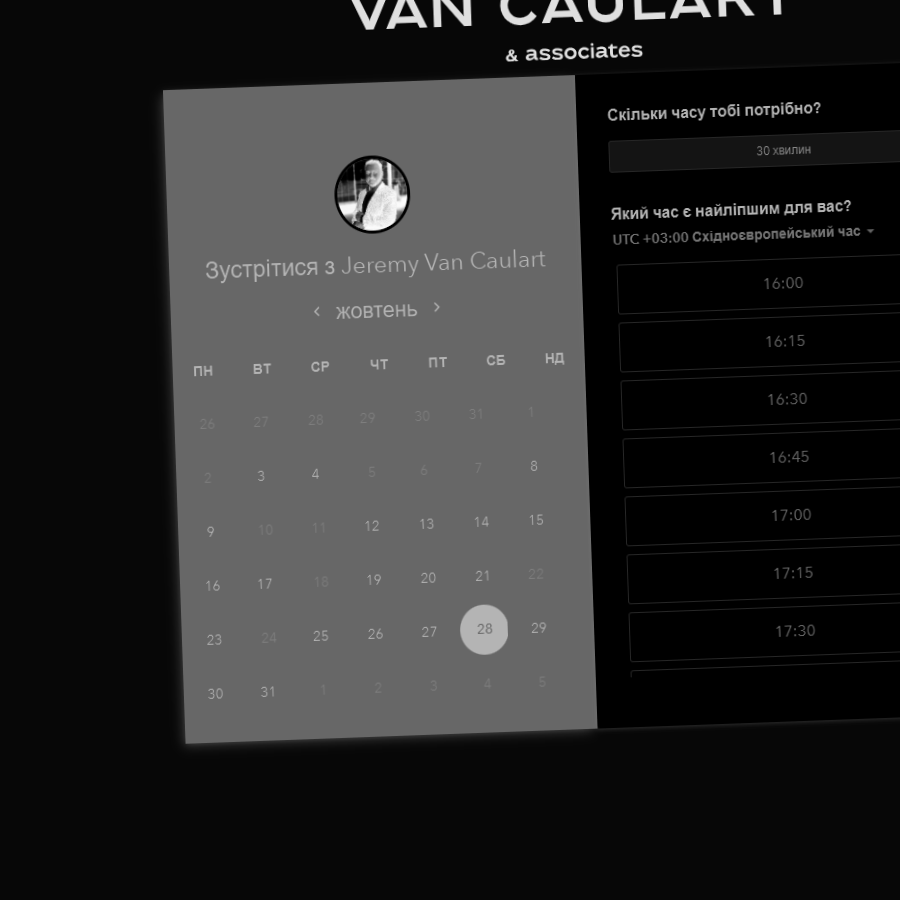 VAN CAULART
& associates
Зустрітися з Jeremy Van Caulart
жовтень
ПН ВТ СР ЧТ ПТ СБ НД
26 27 28 29 30 31 1
2 3 4 5 6 7 8
9 10 11 12 13 14 15
16 17 18 19 20 21 22
23 24 25 26 27 28 29
30 31 1 2 3 4 5
Скільки часу тобі потрібно?
30 хвилин
Який час є найліпшим для вас?
UTC +03:00 Східноєвропейський час
16:00
16:15
16:30
16:45
17:00
17:15
17:30